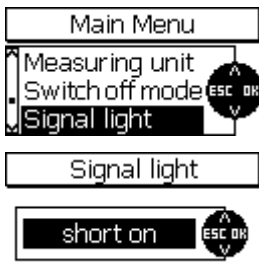 Main Menu
Measuring unit
Switch off mode
ESC OK
Signal light
Signal light
short on
ESC OK